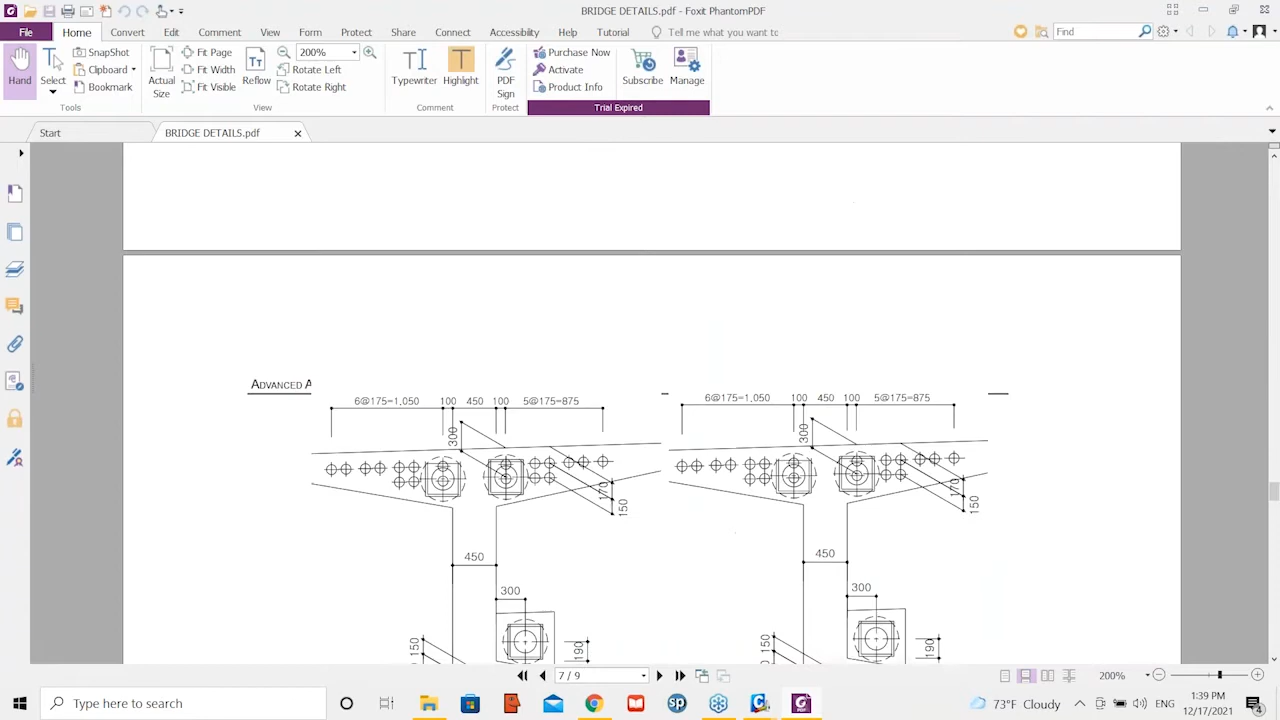 BRIDGE DETAILS.pdf - Foxit PhantomPDF
File Home Convert Edit Comment View Form Protect Share Connect Accessibility Help Tutorial Tell me what you want to Find
Hand Select SnapShot Clipboard Bookmark
Actual Size Fit Page Fit Width Fit Visible Reflow 200% Rotate Left Rotate Right
Typewriter Highlight PDF Sign Purchase Now Activate Product Info Subscribe Manage
Tools View Comment Protect Trial Expired
Start BRIDGE DETAILS.pdf
ADVANCED A
6@175=1,050 100 450 100 5@175=875
6@175=1,050 100 450 100 5@175=875
300
300
170
150
170
150
450
450
300
300
150
190
150
190
7 / 9 200%
Type here to search 73°F Cloudy ENG 1:39 PM 12/17/2021 4